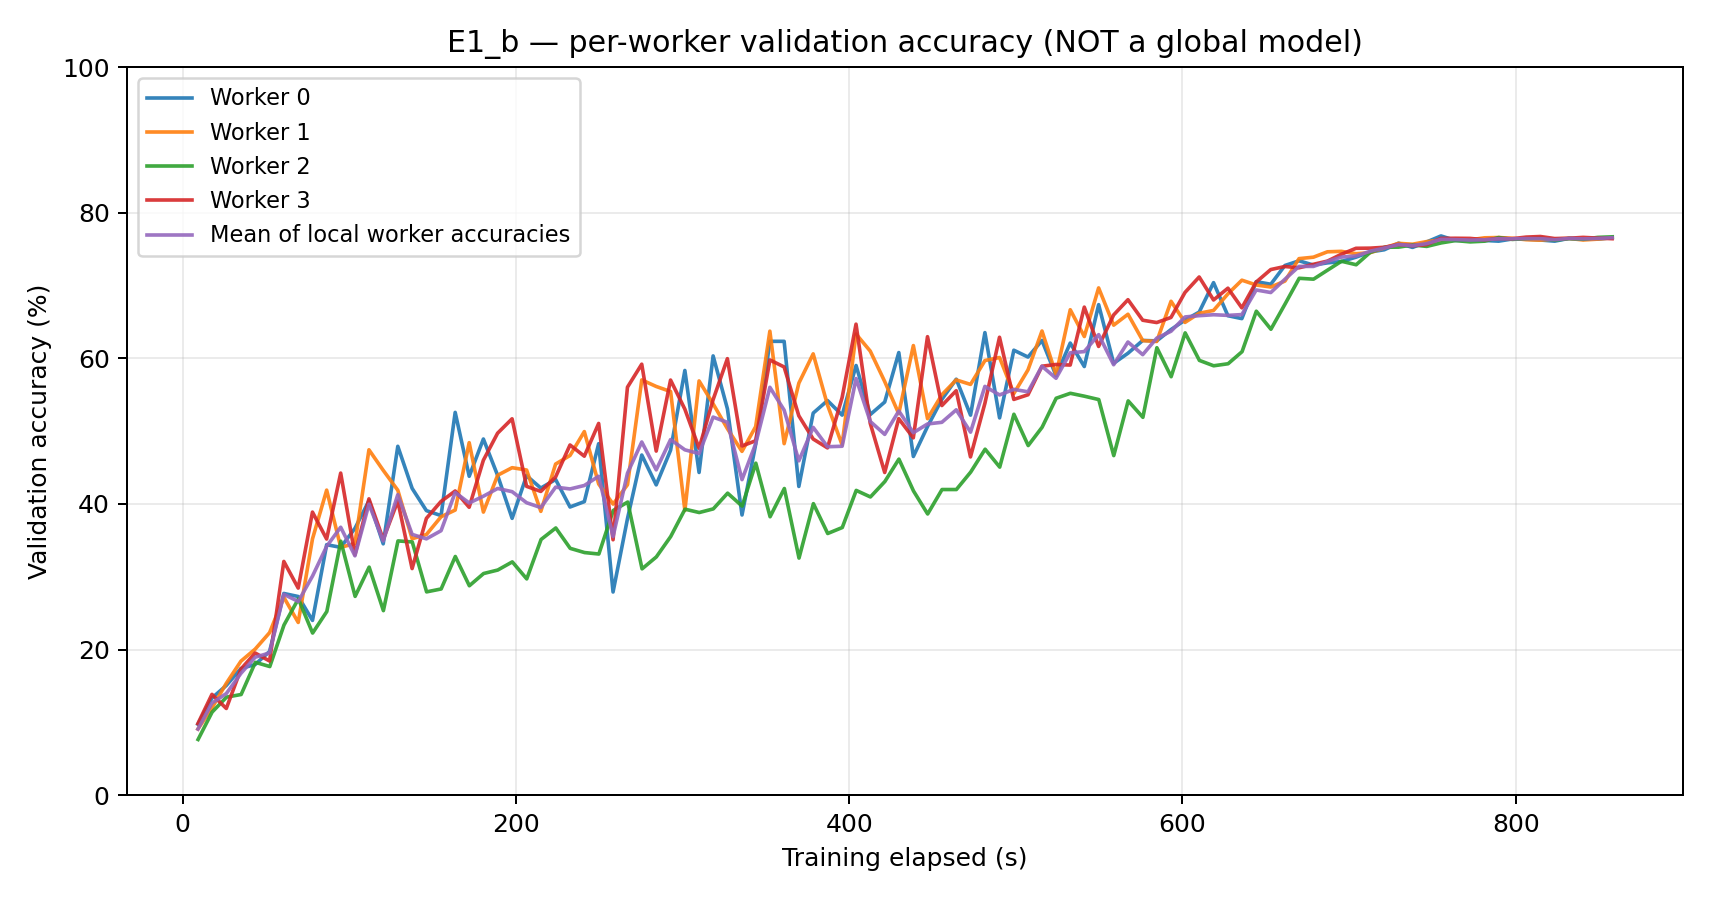 E1_b — per-worker validation accuracy (NOT a global model)
100
80
60
40
20
0
Validation accuracy (%)
Worker 0
Worker 1
Worker 2
Worker 3
Mean of local worker accuracies
0 200 400 600 800
Training elapsed (s)